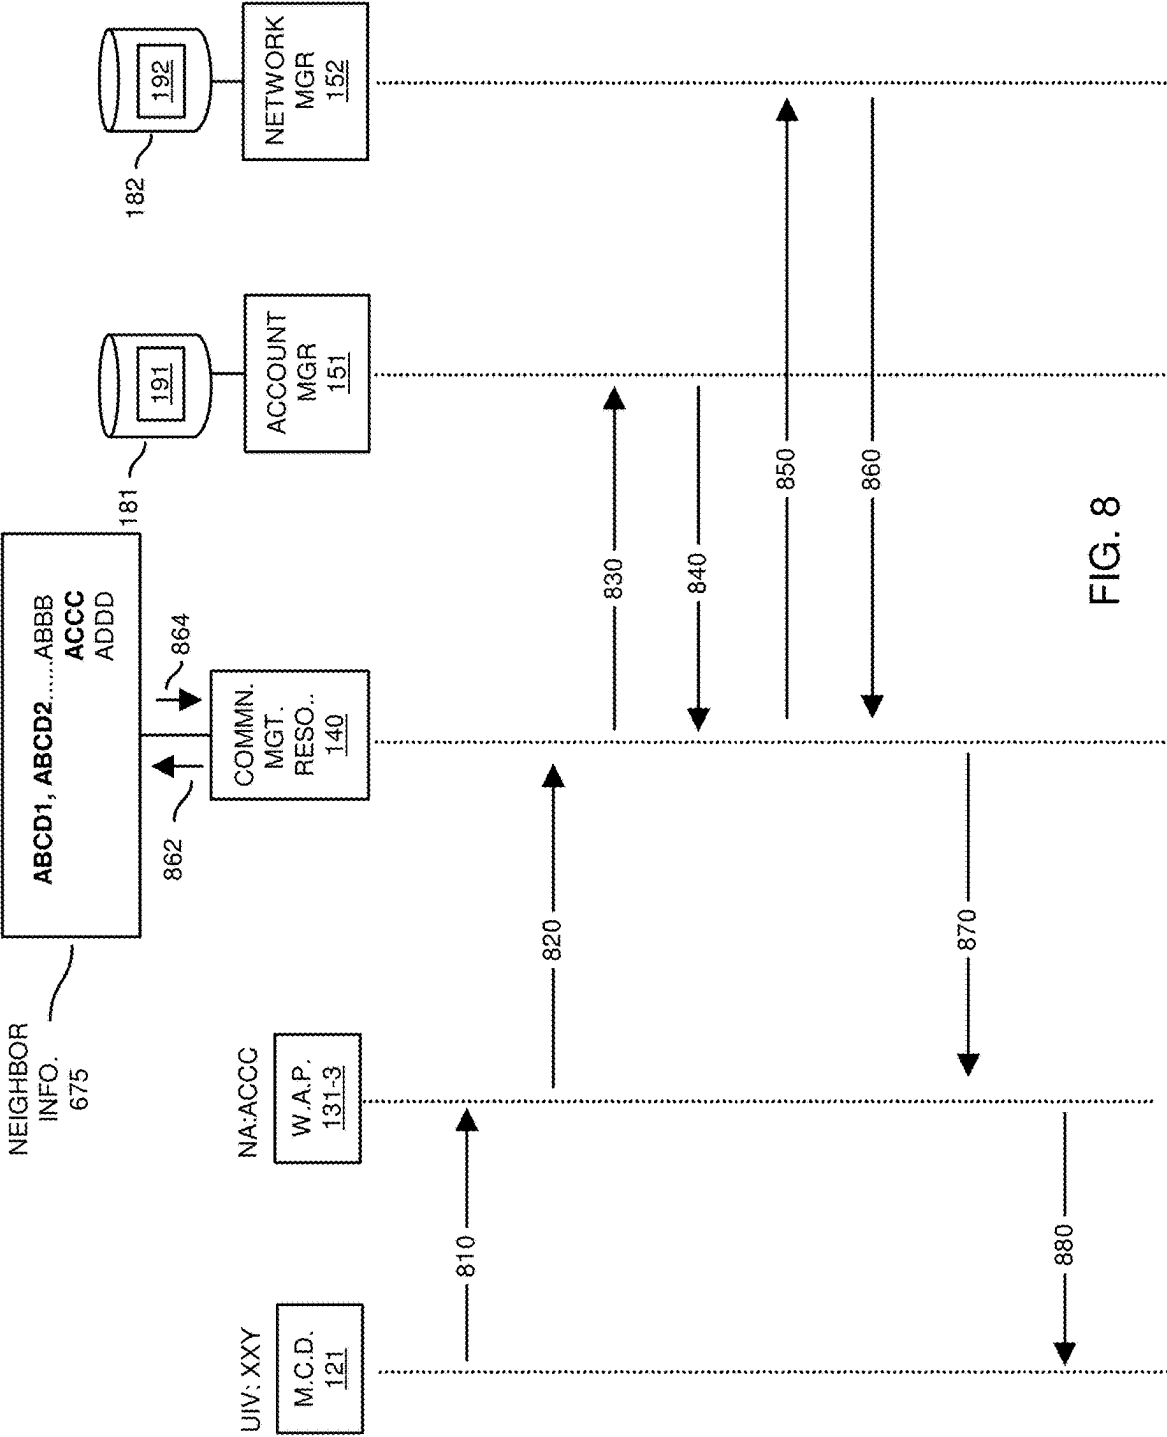 NEIGHBOR
INFO.
675
ABCD1, ABCD2......ABBB
ACCC
ADDD
862
864
181
191
182
192
UIV: XXY
M.C.D.
121
NA:ACCC
W.A.P.
131-3
COMMN.
MGT.
RESO..
140
ACCOUNT
MGR
151
NETWORK
MGR
152
810
820
830
840
850
860
870
880
FIG. 8